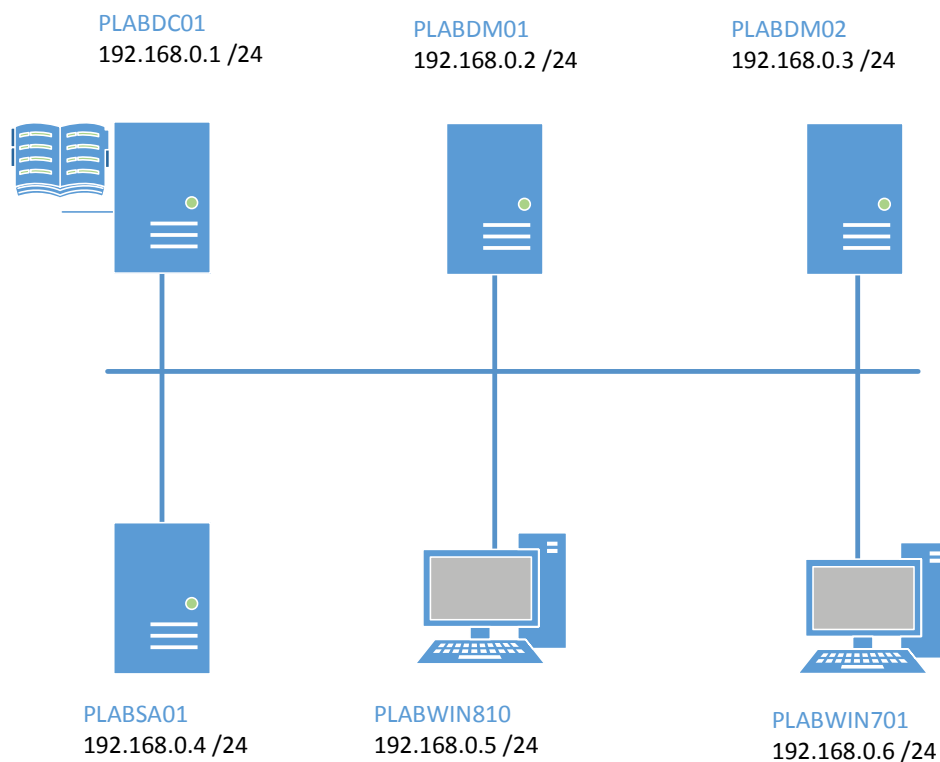 PLABDC01
192.168.0.1 /24
PLABDM01
192.168.0.2 /24
PLABDM02
192.168.0.3 /24
PLABSA01
192.168.0.4 /24
PLABWIN810
192.168.0.5 /24
PLABWIN701
192.168.0.6 /24